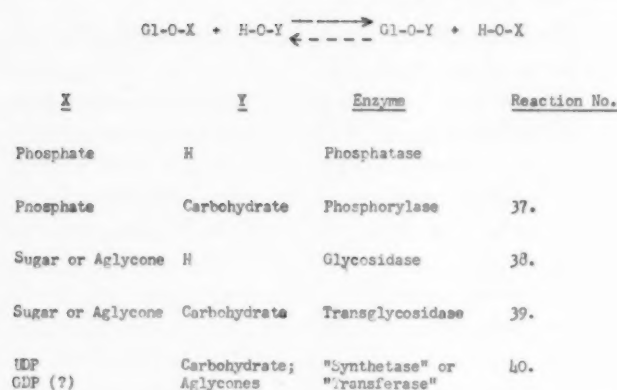 Gl-O-X + H-O-Y Gl-O-Y + H-O-X
X Y Enzyme Reaction No.
Phosphate H Phosphatase
Pnosphate Carbohydrate Phosphorylase 37.
Sugar or Aglycone H Glycosidase 38.
Sugar or Aglycone Carbohydrate Transglycosidase 39.
UDP Carbohydrate; "Synthetase" or 40.
GDP (?) Aglycones "Transferase"